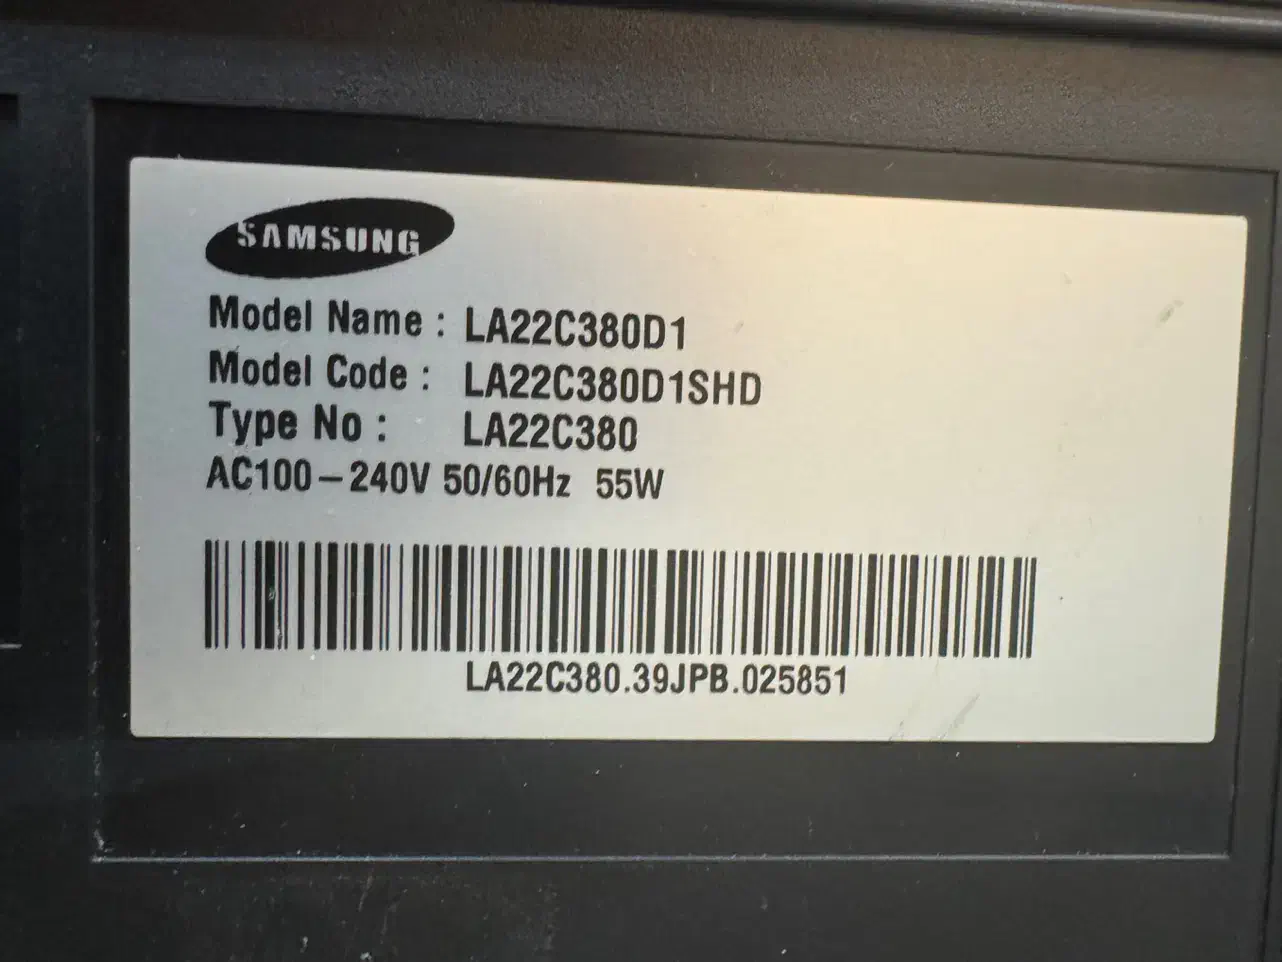 SAMSUNG
Model Name : LA22C380D1
Model Code : LA22C380D1SHD
Type No : LA22C380
AC100-240V 50/60Hz 55W
LA22C380.39JPB.025851